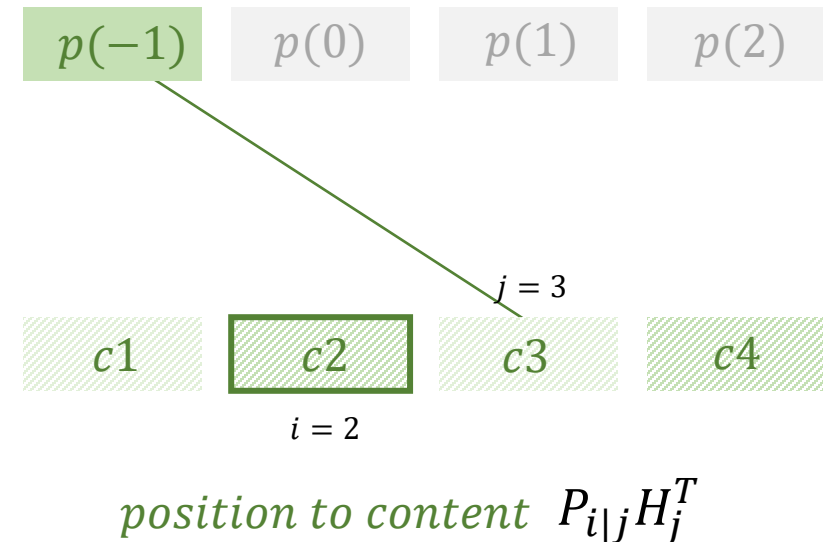 p(−1) p(0) p(1) p(2)
j = 3
c1 c2 c3 c4
i = 2
position to content P_{i|j}H_j^T